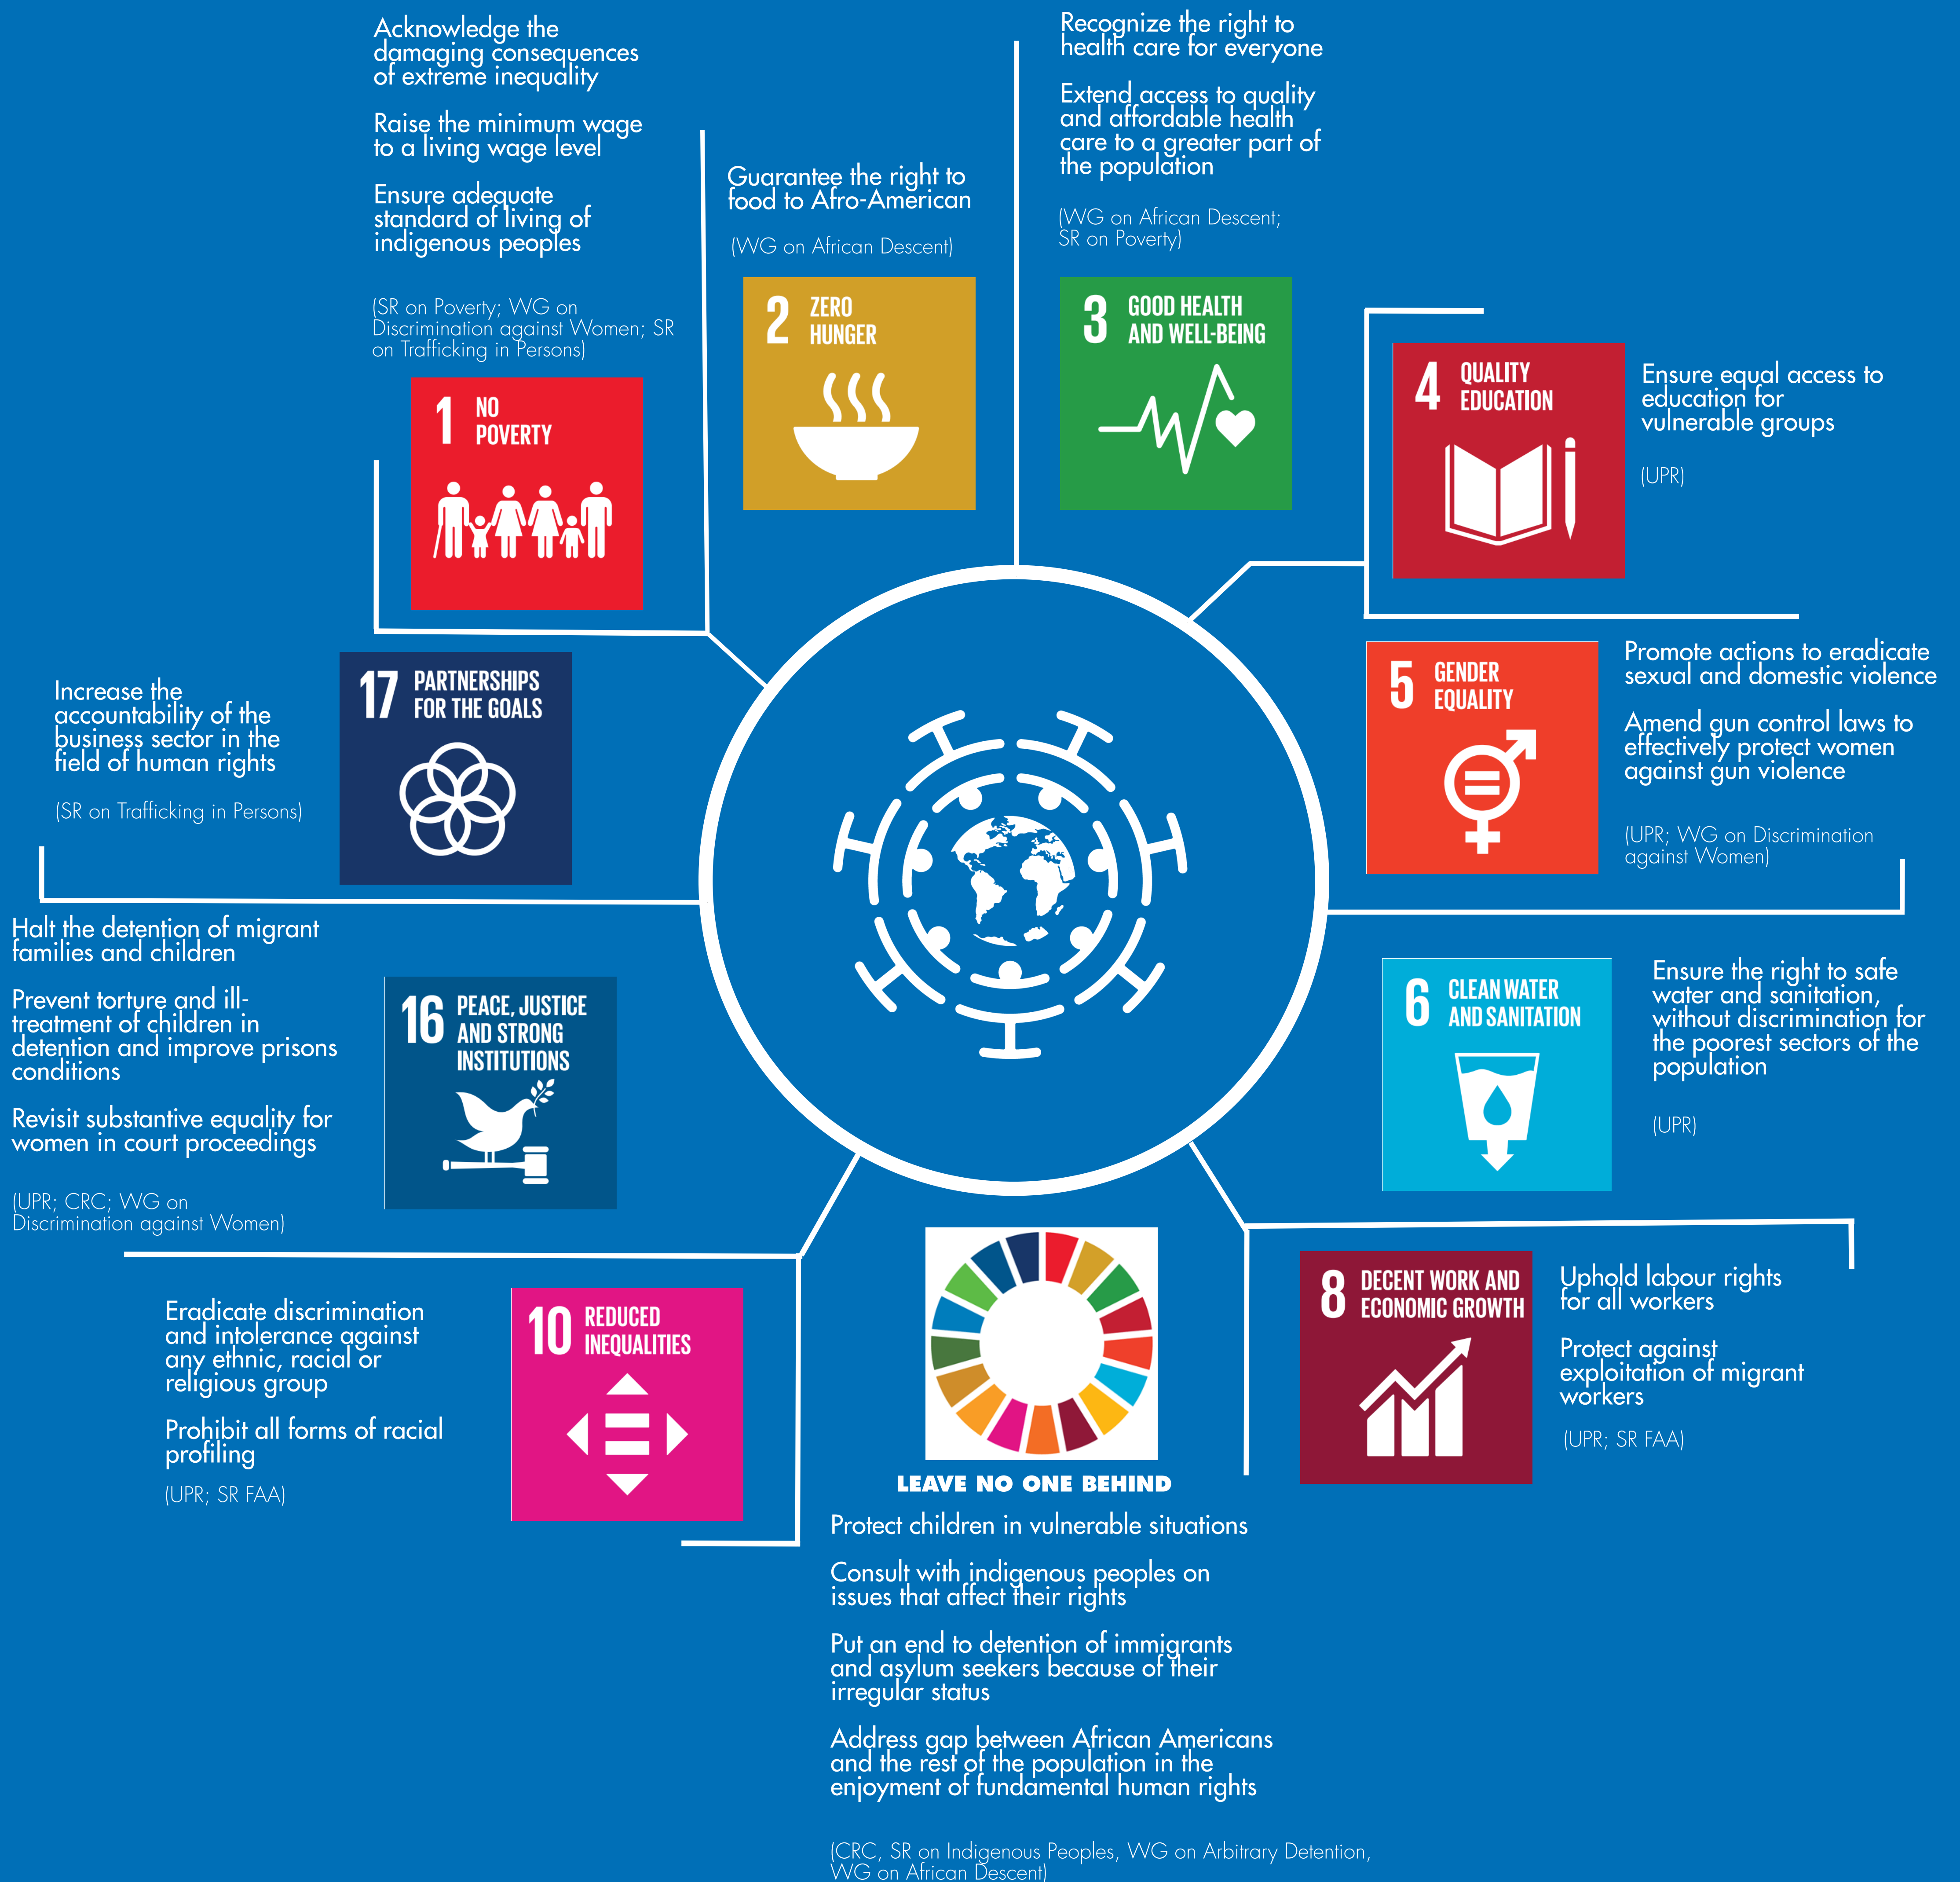 Acknowledge the
damaging consequences
of extreme inequality
Raise the minimum wage
to a living wage level
Ensure adequate
standard of living of
indigenous peoples
(SR on Poverty; WG on
Discrimination against Women; SR
on Trafficking in Persons)
1 NO
POVERTY
Guarantee the right to
food to Afro-American
(WG on African Descent)
2 ZERO
HUNGER
Recognize the right to
health care for everyone
Extend access to quality
and affordable health
care to a greater part of
the population
(WG on African Descent;
SR on Poverty)
3 GOOD HEALTH
AND WELL-BEING
4 QUALITY
EDUCATION
Ensure equal access to
education for
vulnerable groups
(UPR)
5 GENDER
EQUALITY
Promote actions to eradicate
sexual and domestic violence
Amend gun control laws to
effectively protect women
against gun violence
(UPR; WG on Discrimination
against Women)
6 CLEAN WATER
AND SANITATION
Ensure the right to safe
water and sanitation,
without discrimination for
the poorest sectors of the
population
(UPR)
8 DECENT WORK AND
ECONOMIC GROWTH
Uphold labour rights
for all workers
Protect against
exploitation of migrant
workers
(UPR; SR FAA)
LEAVE NO ONE BEHIND
Protect children in vulnerable situations
Consult with indigenous peoples on
issues that affect their rights
Put an end to detention of immigrants
and asylum seekers because of their
irregular status
Address gap between African Americans
and the rest of the population in the
enjoyment of fundamental human rights
(CRC, SR on Indigenous Peoples, WG on Arbitrary Detention,
WG on African Descent)
10 REDUCED
INEQUALITIES
Eradicate discrimination
and intolerance against
any ethnic, racial or
religious group
Prohibit all forms of racial
profiling
(UPR; SR FAA)
16 PEACE, JUSTICE
AND STRONG
INSTITUTIONS
Halt the detention of migrant
families and children
Prevent torture and ill-
treatment of children in
detention and improve prisons
conditions
Revisit substantive equality for
women in court proceedings
(UPR; CRC; WG on
Discrimination against Women)
17 PARTNERSHIPS
FOR THE GOALS
Increase the
accountability of the
business sector in the
field of human rights
(SR on Trafficking in Persons)